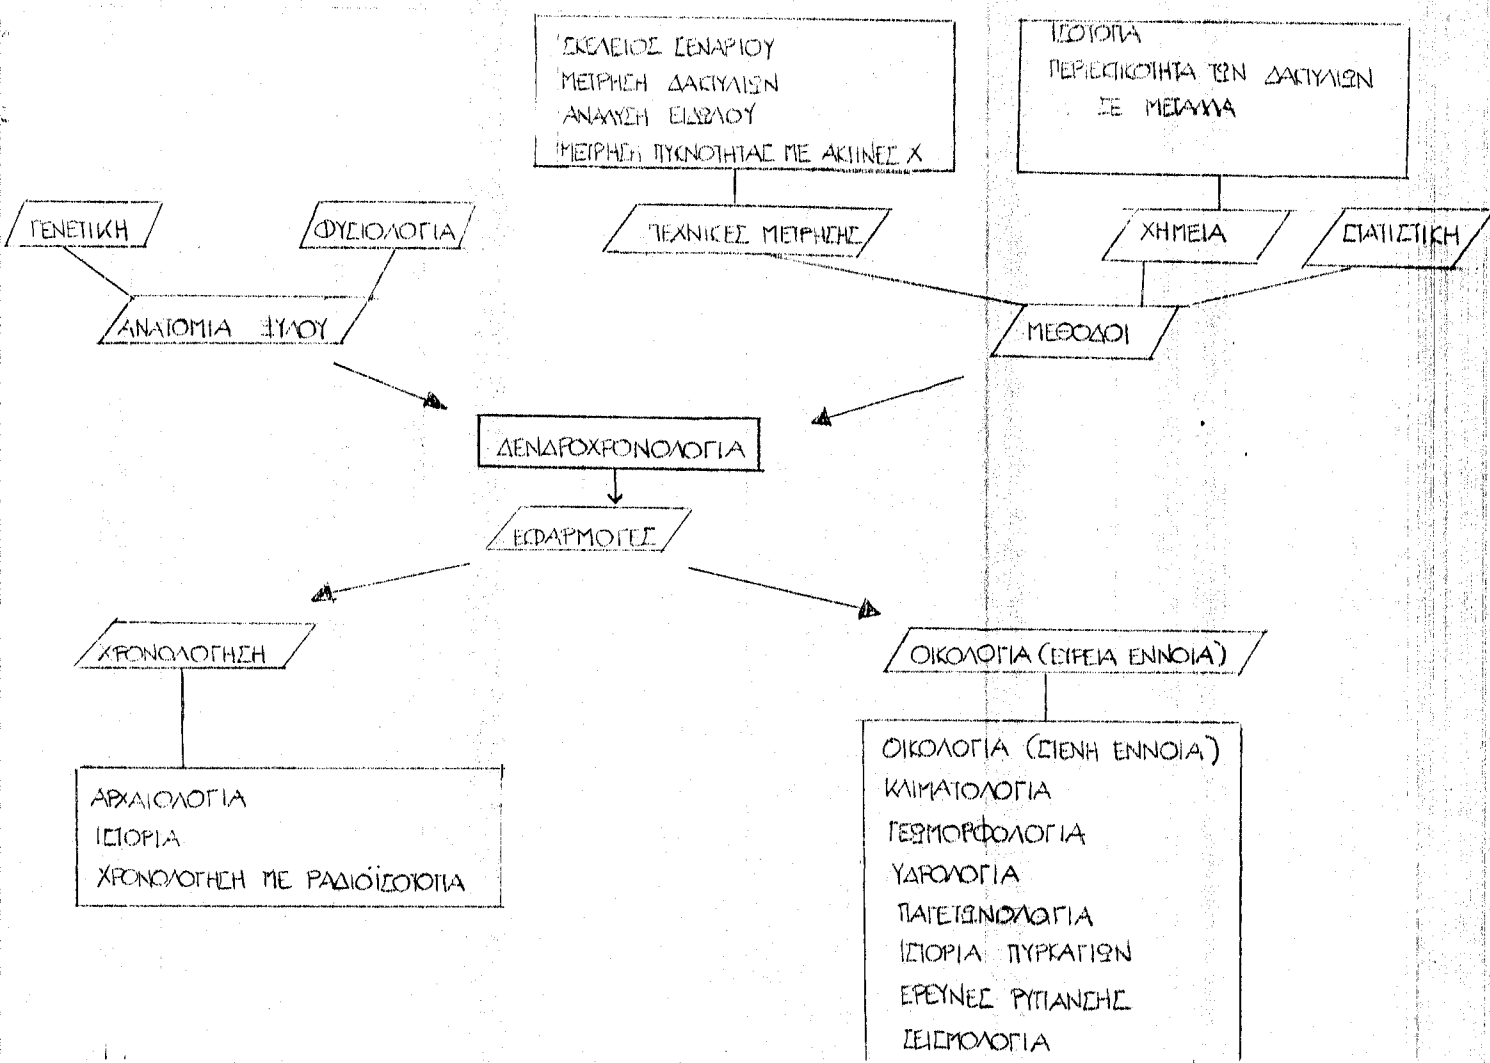 ΣΚΕΛΕΙΟΣ ΣΕΝΑΡΙΟΥ
ΜΕΤΡΗΣΗ ΔΑΚΤΥΛΙΩΝ
ΑΝΑΛΥΣΗ ΕΙΔΩΛΟΥ
ΜΕΤΡΗΣΗ ΠΥΚΝΟΤΗΤΑΣ ΜΕ ΑΚΤΙΝΕΣ Χ
ΙΣΟΤΟΠΑ
ΠΕΡΙΕΚΤΙΚΟΤΗΤΑ ΤΩΝ ΔΑΚΤΥΛΙΩΝ
ΣΕ ΜΕΤΑΛΛΑ
ΓΕΝΕΤΙΚΗ
ΦΥΣΙΟΛΟΓΙΑ
ΤΕΧΝΙΚΕΣ ΜΕΤΡΗΣΗΣ
ΧΗΜΕΙΑ
ΣΤΑΤΙΣΤΙΚΗ
ΑΝΑΤΟΜΙΑ ΞΥΛΟΥ
ΜΕΘΟΔΟΙ
ΔΕΝΔΡΟΧΡΟΝΟΛΟΓΙΑ
ΕΦΑΡΜΟΓΕΣ
ΧΡΟΝΟΛΟΓΗΣΗ
ΟΙΚΟΛΟΓΙΑ (ΕΥΡΕΙΑ ΕΝΝΟΙΑ)
ΑΡΧΑΙΟΛΟΓΙΑ
ΙΣΤΟΡΙΑ
ΧΡΟΝΟΛΟΓΗΣΗ ΜΕ ΡΑΔΙΟΪΣΟΤΟΠΑ
ΟΙΚΟΛΟΓΙΑ (ΣΤΕΝΗ ΕΝΝΟΙΑ)
ΚΛΙΜΑΤΟΛΟΓΙΑ
ΓΕΩΜΟΡΦΟΛΟΓΙΑ
ΥΔΡΟΛΟΓΙΑ
ΠΑΓΕΤΩΝΟΛΟΓΙΑ
ΙΣΤΟΡΙΑ ΠΥΡΚΑΓΙΩΝ
ΕΡΕΥΝΕΣ ΡΥΠΑΝΣΗΣ
ΣΕΙΣΜΟΛΟΓΙΑ